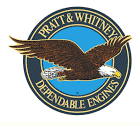 PRATT & WHITNEY
DEPENDABLE ENGINES